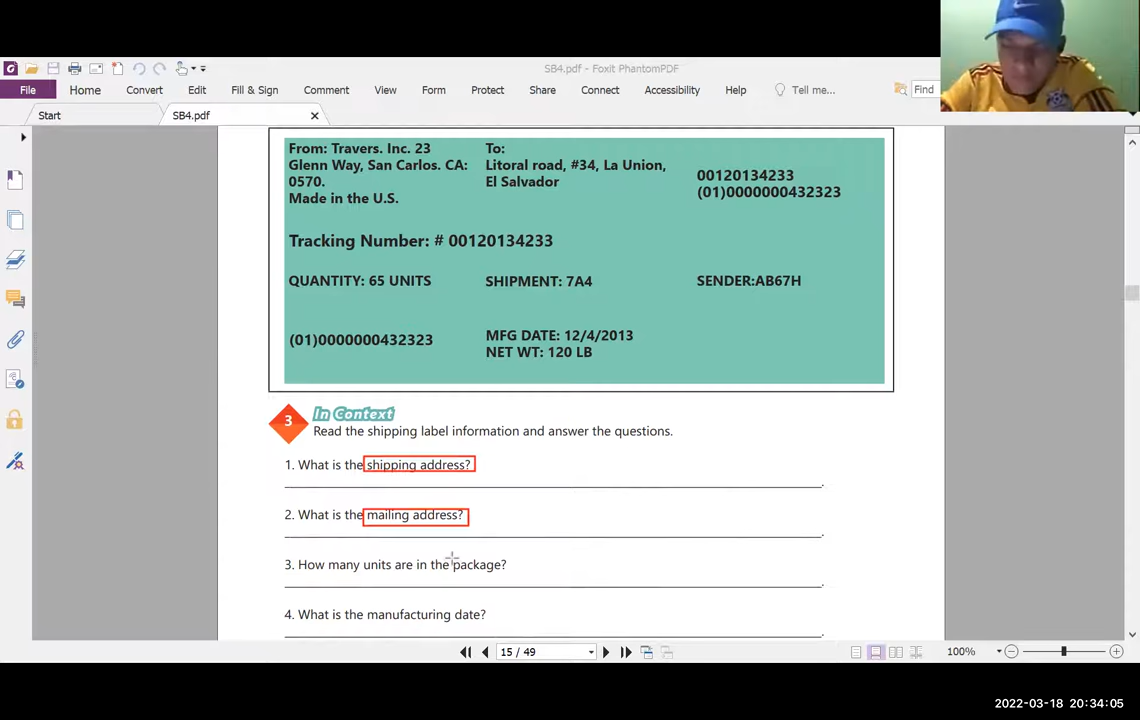 SB4.pdf - Foxit PhantomPDF
File Home Convert Edit Fill & Sign Comment View Form Protect Share Connect Accessibility Help Tell me... Find
Start SB4.pdf
From: Travers. Inc. 23
Glenn Way, San Carlos. CA:
0570.
Made in the U.S.
To:
Litoral road, #34, La Union,
El Salvador
00120134233
(01)0000000432323
Tracking Number: # 00120134233
QUANTITY: 65 UNITS
SHIPMENT: 7A4
SENDER:AB67H
(01)0000000432323
MFG DATE: 12/4/2013
NET WT: 120 LB
3
In Context
Read the shipping label information and answer the questions.
1. What is the shipping address?
2. What is the mailing address?
3. How many units are in the package?
4. What is the manufacturing date?
15 / 49
100%
2022-03-18 20:34:05